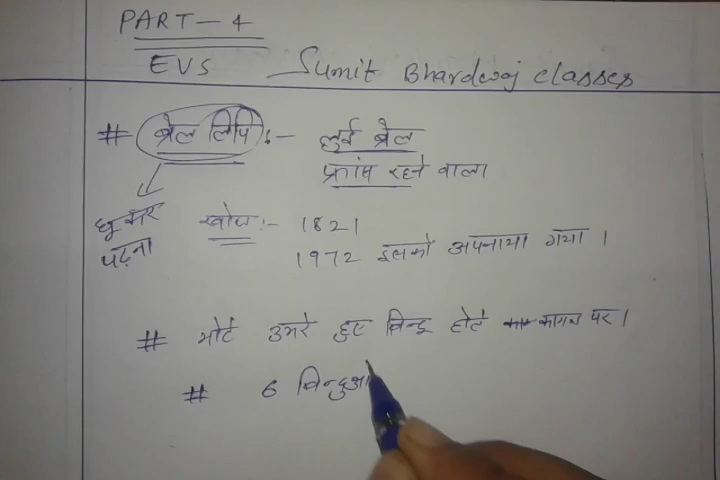 PART-4
EVS Sumit Bhardwaj classes
# ब्रेल लिपि :- लुई ब्रेल
फ्रांस रहने वाला
छूकर पढ़ना
खोज :- 1821
1972 इसको अपनाया गया ।
# मोटे उभरे हुए बिन्दु होते कागज पर ।
# 6 बिन्दुआ